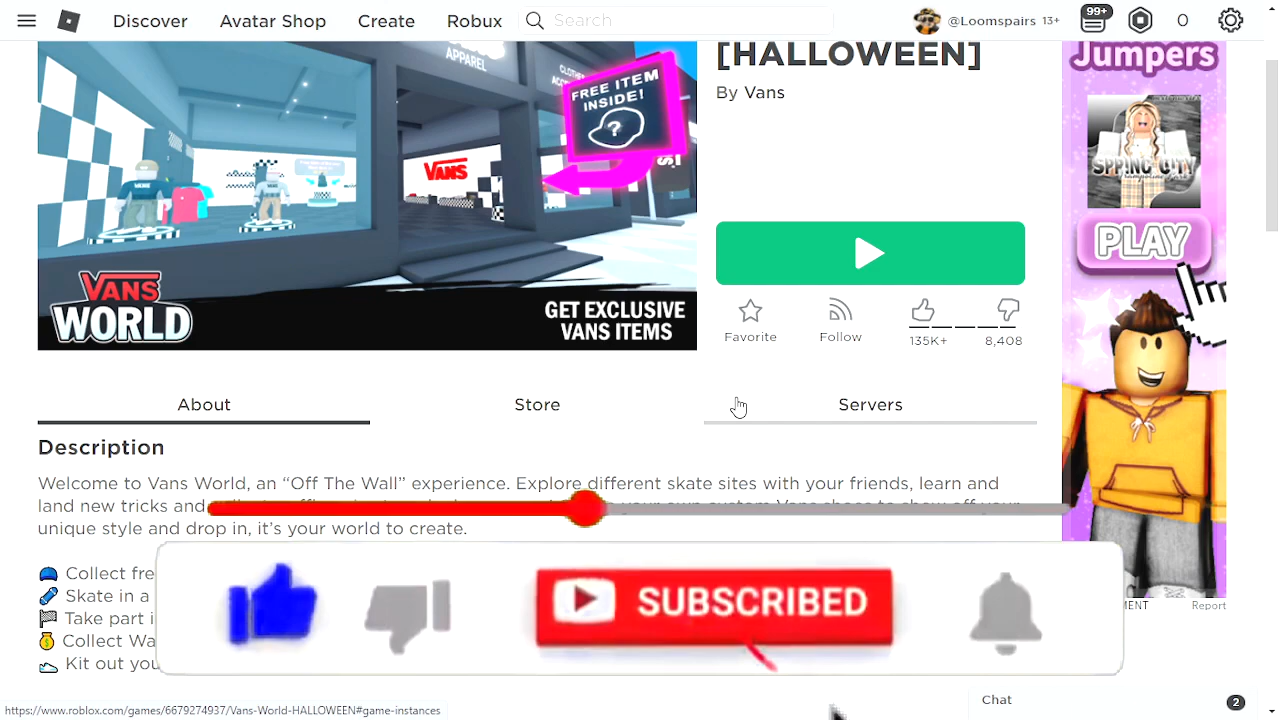 Discover
Avatar Shop
Create
Robux
Search
@Loomspairs 13+
99+
0
APPAREL
FREE ITEM
INSIDE!
?
VANS
VANS
WORLD
GET EXCLUSIVE
VANS ITEMS
[HALLOWEEN]
By Vans
Favorite
Follow
135K+
8,408
Jumpers
SPRING CITY
PLAY
About
Store
Servers
Description
Welcome to Vans World, an “Off The Wall” experience. Explore different skate sites with your friends, learn and
land new tricks and
unique style and drop in, it’s your world to create.
Collect fre
Skate in a
Take part i
Collect Wa
Kit out you
SUBSCRIBED
MENT
Report
Chat
2
https://www.roblox.com/games/6679274937/Vans-World-HALLOWEEN#game-instances